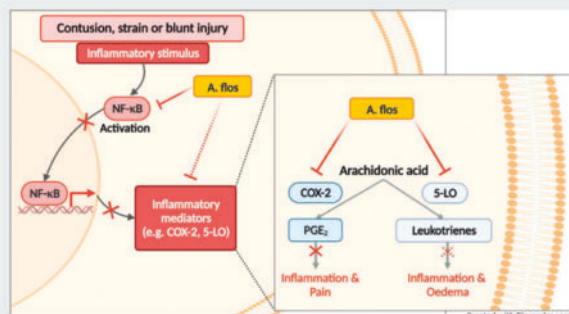 Contusion, strain or blunt injury
Inflammatory stimulus
A. flos
NF-κB
Activation
NF-κB
Inflammatory
mediators
(e.g. COX-2, 5-LO)
A. flos
Arachidonic acid
COX-2
5-LO
PGE₂
Leukotrienes
Inflammation &
Pain
Inflammation &
Oedema